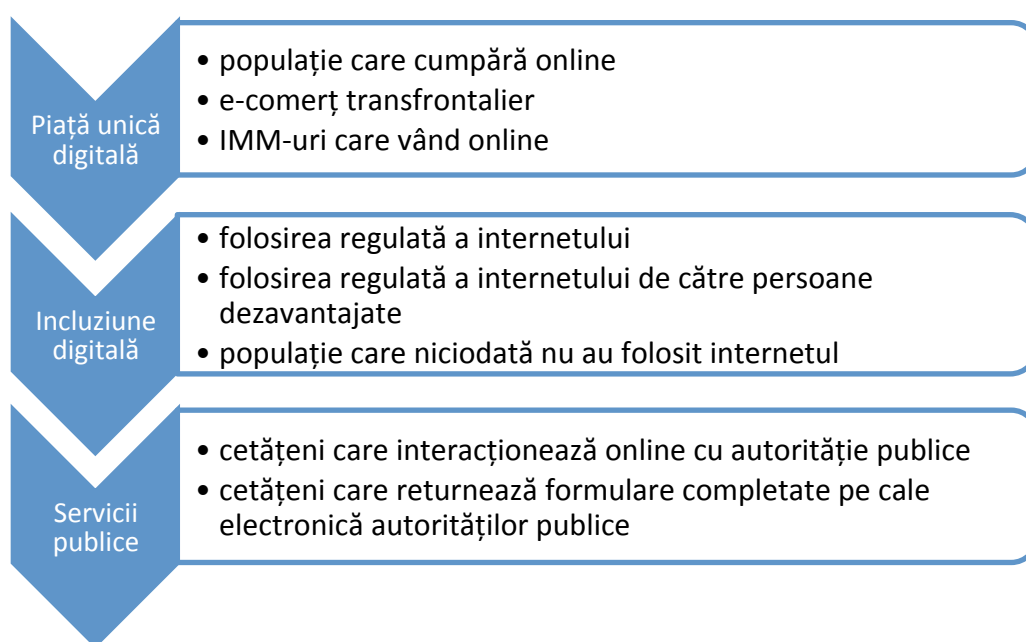 Piață unică
digitală
• populație care cumpără online
• e-comerț transfrontalier
• IMM-uri care vând online
Incluziune
digitală
• folosirea regulată a internetului
• folosirea regulată a internetului de către persoane
dezavantajate
• populație care niciodată nu au folosit internetul
Servicii
publice
• cetățeni care interacționează online cu autorităție publice
• cetățeni care returnează formulare completate pe cale
electronică autorităților publice